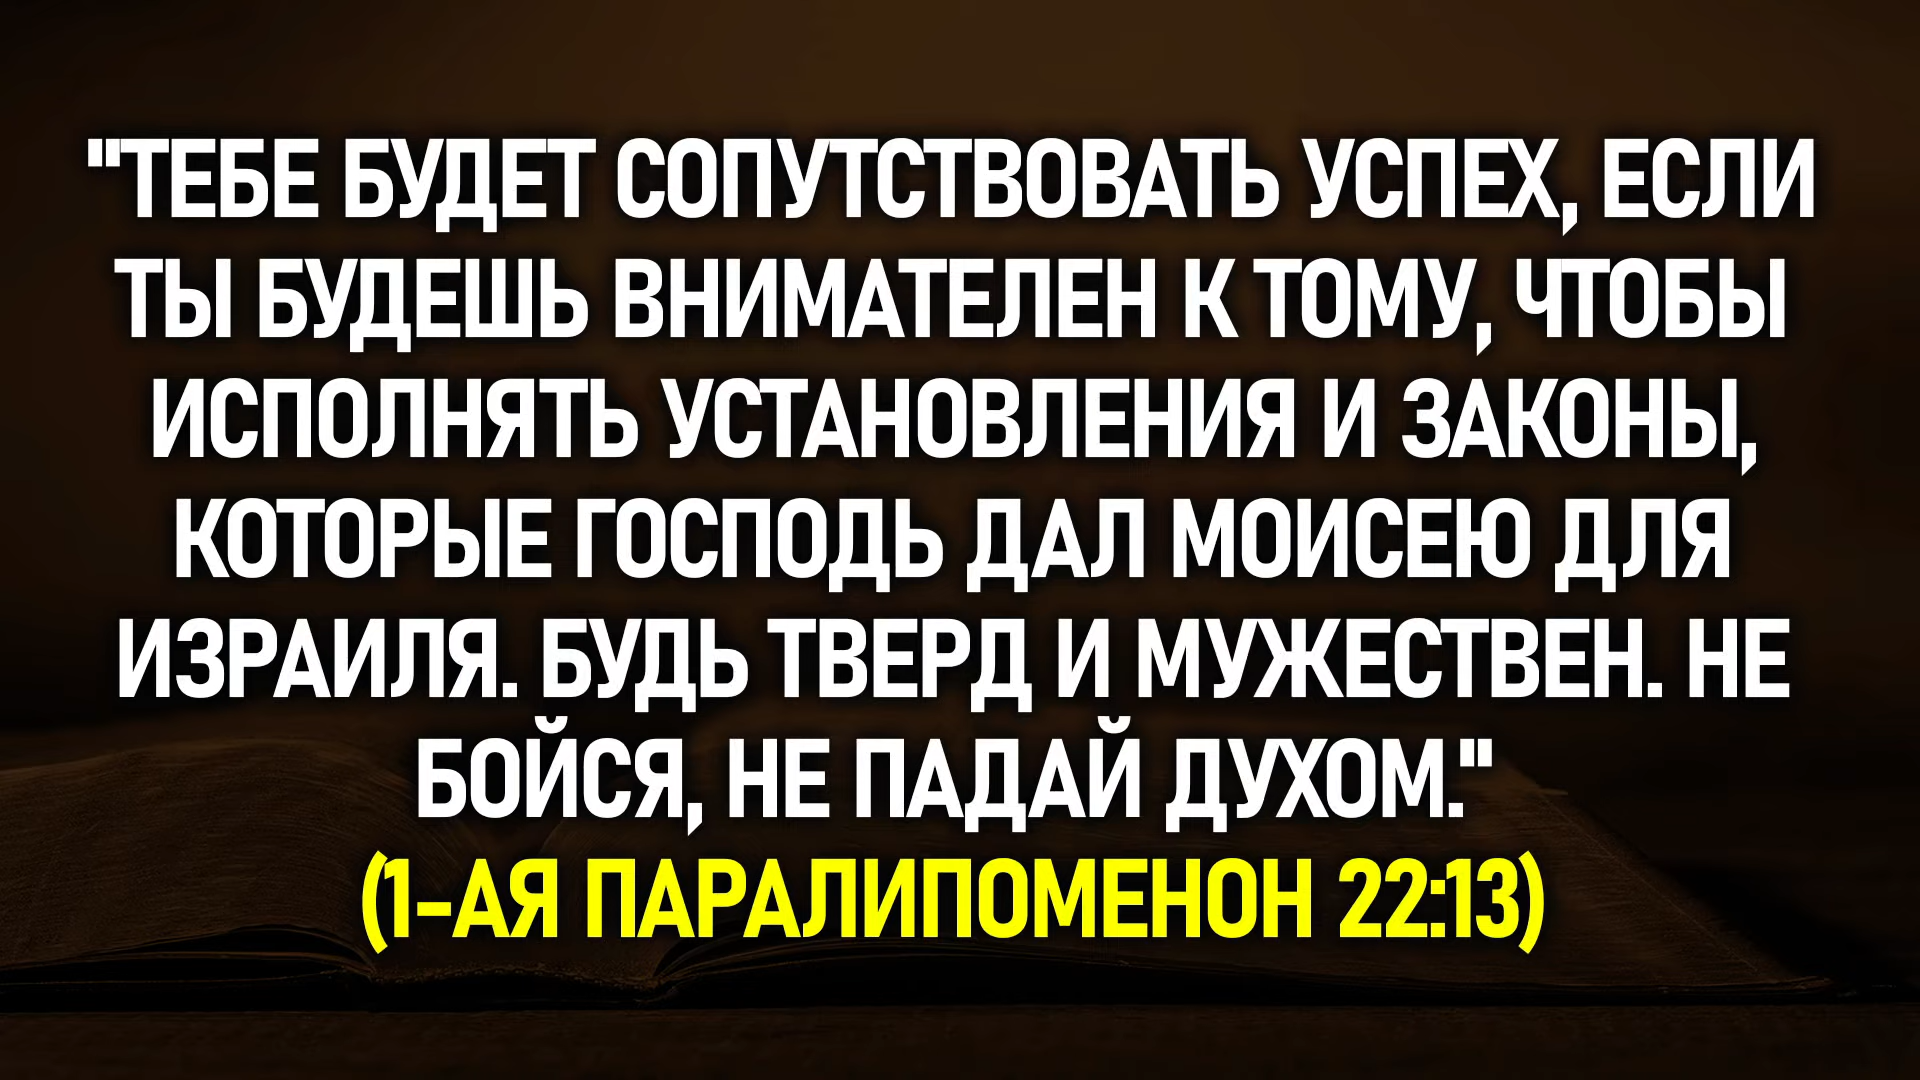 "ТЕБЕ БУДЕТ СОПУТСТВОВАТЬ УСПЕХ, ЕСЛИ
ТЫ БУДЕШЬ ВНИМАТЕЛЕН К ТОМУ, ЧТОБЫ
ИСПОЛНЯТЬ УСТАНОВЛЕНИЯ И ЗАКОНЫ,
КОТОРЫЕ ГОСПОДЬ ДАЛ МОИСЕЮ ДЛЯ
ИЗРАИЛЯ. БУДЬ ТВЕРД И МУЖЕСТВЕН. НЕ
БОЙСЯ, НЕ ПАДАЙ ДУХОМ."
(1-АЯ ПАРАЛИПОМЕНОН 22:13)